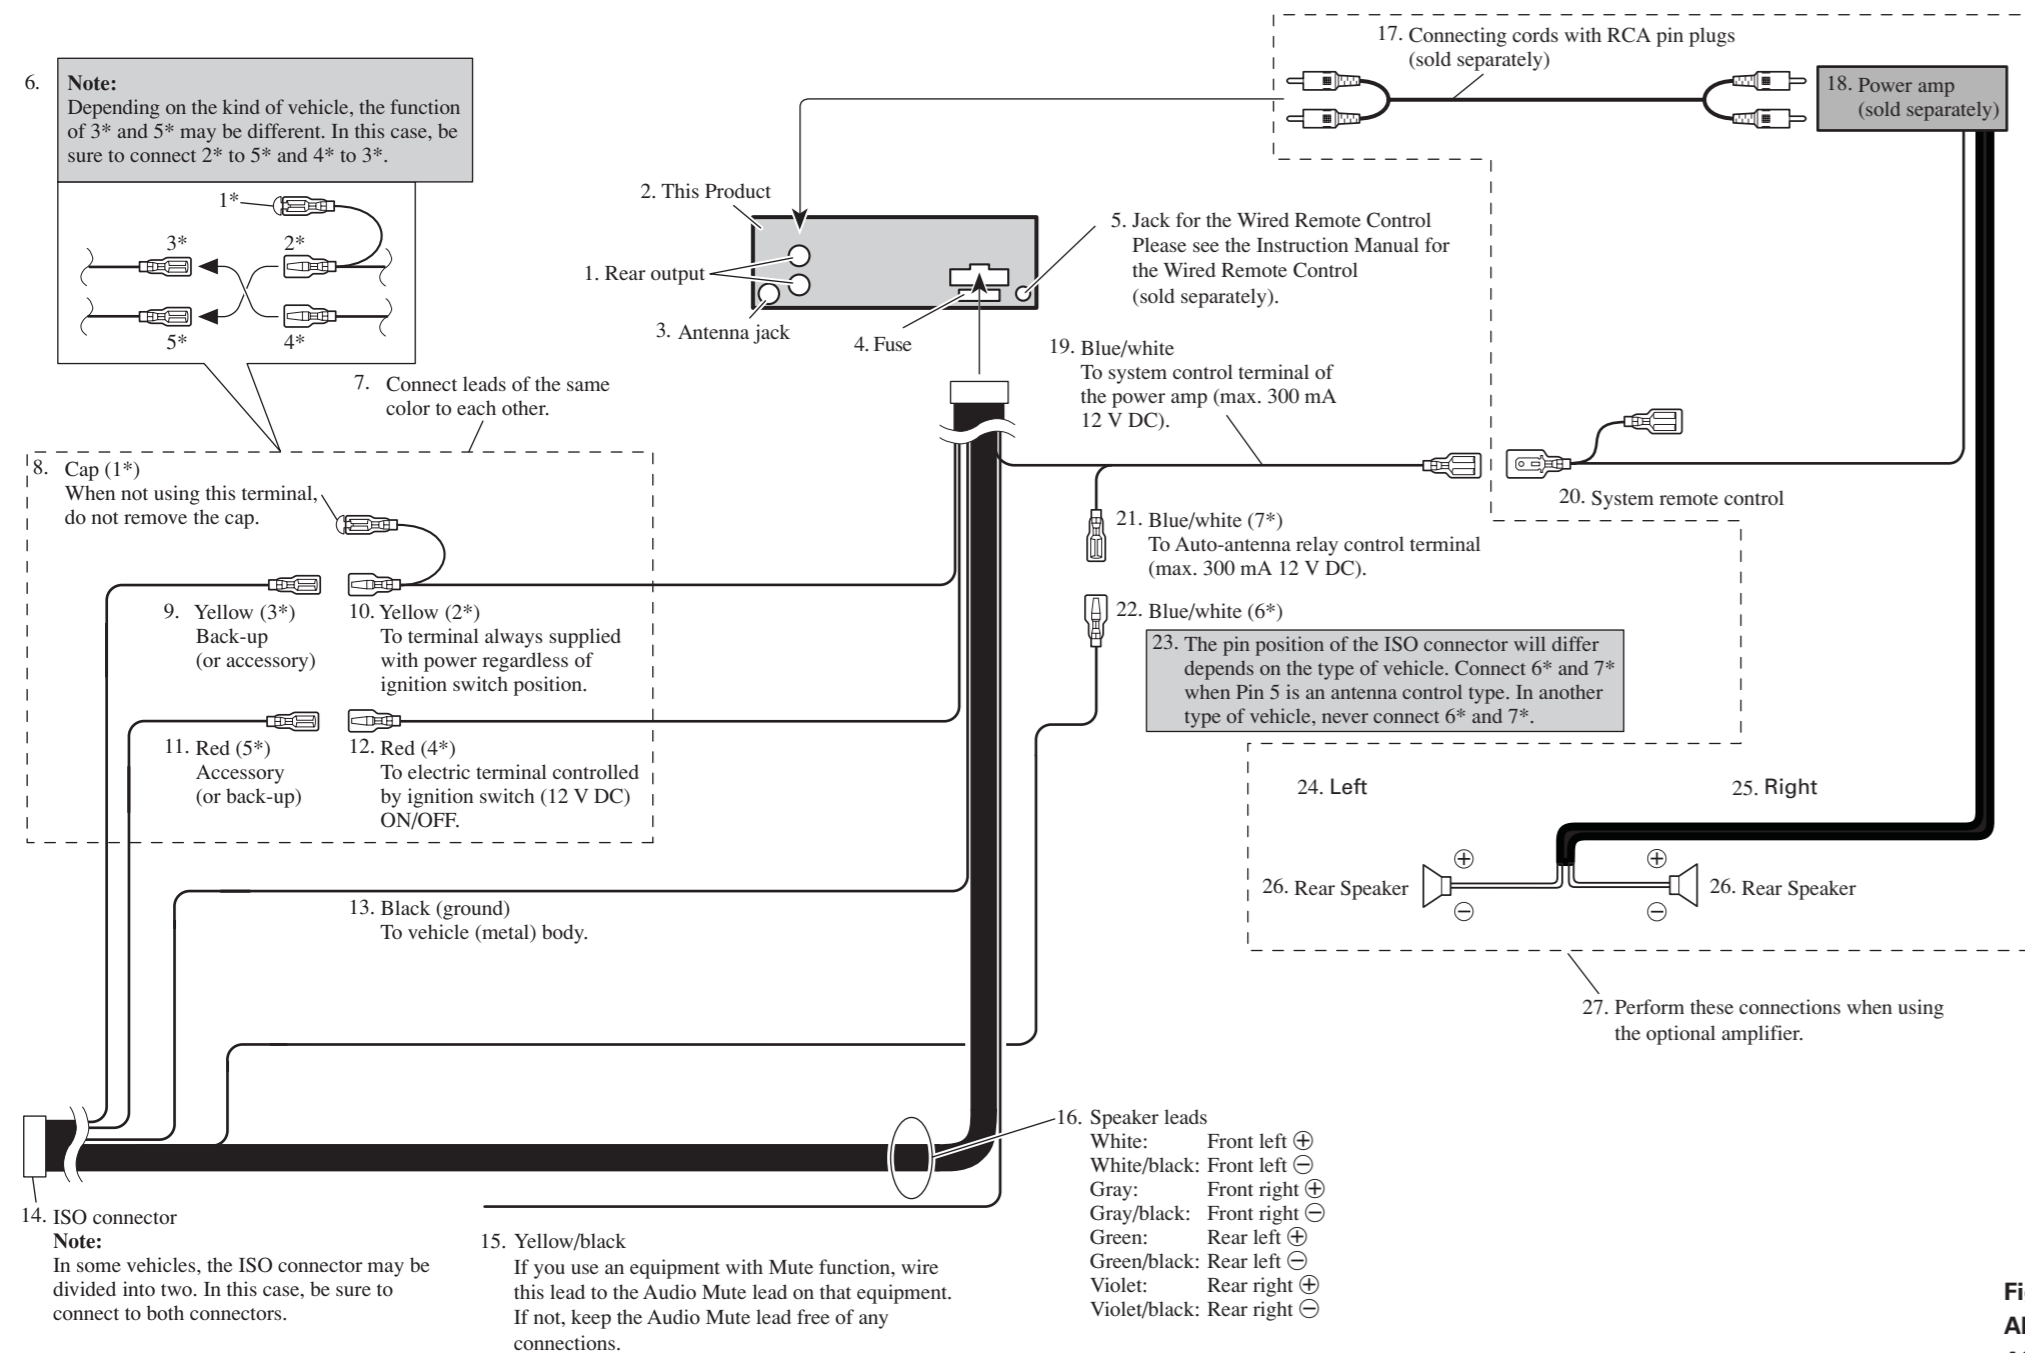 6. Note:
Depending on the kind of vehicle, the function
of 3* and 5* may be different. In this case, be
sure to connect 2* to 5* and 4* to 3*.
1*
3*
2*
5*
4*
7. Connect leads of the same
color to each other.
8. Cap (1*)
When not using this terminal,
do not remove the cap.
9. Yellow (3*)
Back-up
(or accessory)
10. Yellow (2*)
To terminal always supplied
with power regardless of
ignition switch position.
11. Red (5*)
Accessory
(or back-up)
12. Red (4*)
To electric terminal controlled
by ignition switch (12 V DC)
ON/OFF.
13. Black (ground)
To vehicle (metal) body.
14. ISO connector
Note:
In some vehicles, the ISO connector may be
divided into two. In this case, be sure to
connect to both connectors.
15. Yellow/black
If you use an equipment with Mute function, wire
this lead to the Audio Mute lead on that equipment.
If not, keep the Audio Mute lead free of any
connections.
2. This Product
1. Rear output
3. Antenna jack
4. Fuse
5. Jack for the Wired Remote Control
Please see the Instruction Manual for
the Wired Remote Control
(sold separately).
17. Connecting cords with RCA pin plugs
(sold separately)
18. Power amp
(sold separately)
19. Blue/white
To system control terminal of
the power amp (max. 300 mA
12 V DC).
20. System remote control
21. Blue/white (7*)
To Auto-antenna relay control terminal
(max. 300 mA 12 V DC).
22. Blue/white (6*)
23. The pin position of the ISO connector will differ
depends on the type of vehicle. Connect 6* and 7*
when Pin 5 is an antenna control type. In another
type of vehicle, never connect 6* and 7*.
24. Left
25. Right
26. Rear Speaker ⊕ ⊖
⊕ ⊖ 26. Rear Speaker
27. Perform these connections when using
the optional amplifier.
16. Speaker leads
White: Front left ⊕
White/black: Front left ⊖
Gray: Front right ⊕
Gray/black: Front right ⊖
Green: Rear left ⊕
Green/black: Rear left ⊖
Violet: Rear right ⊕
Violet/black: Rear right ⊖